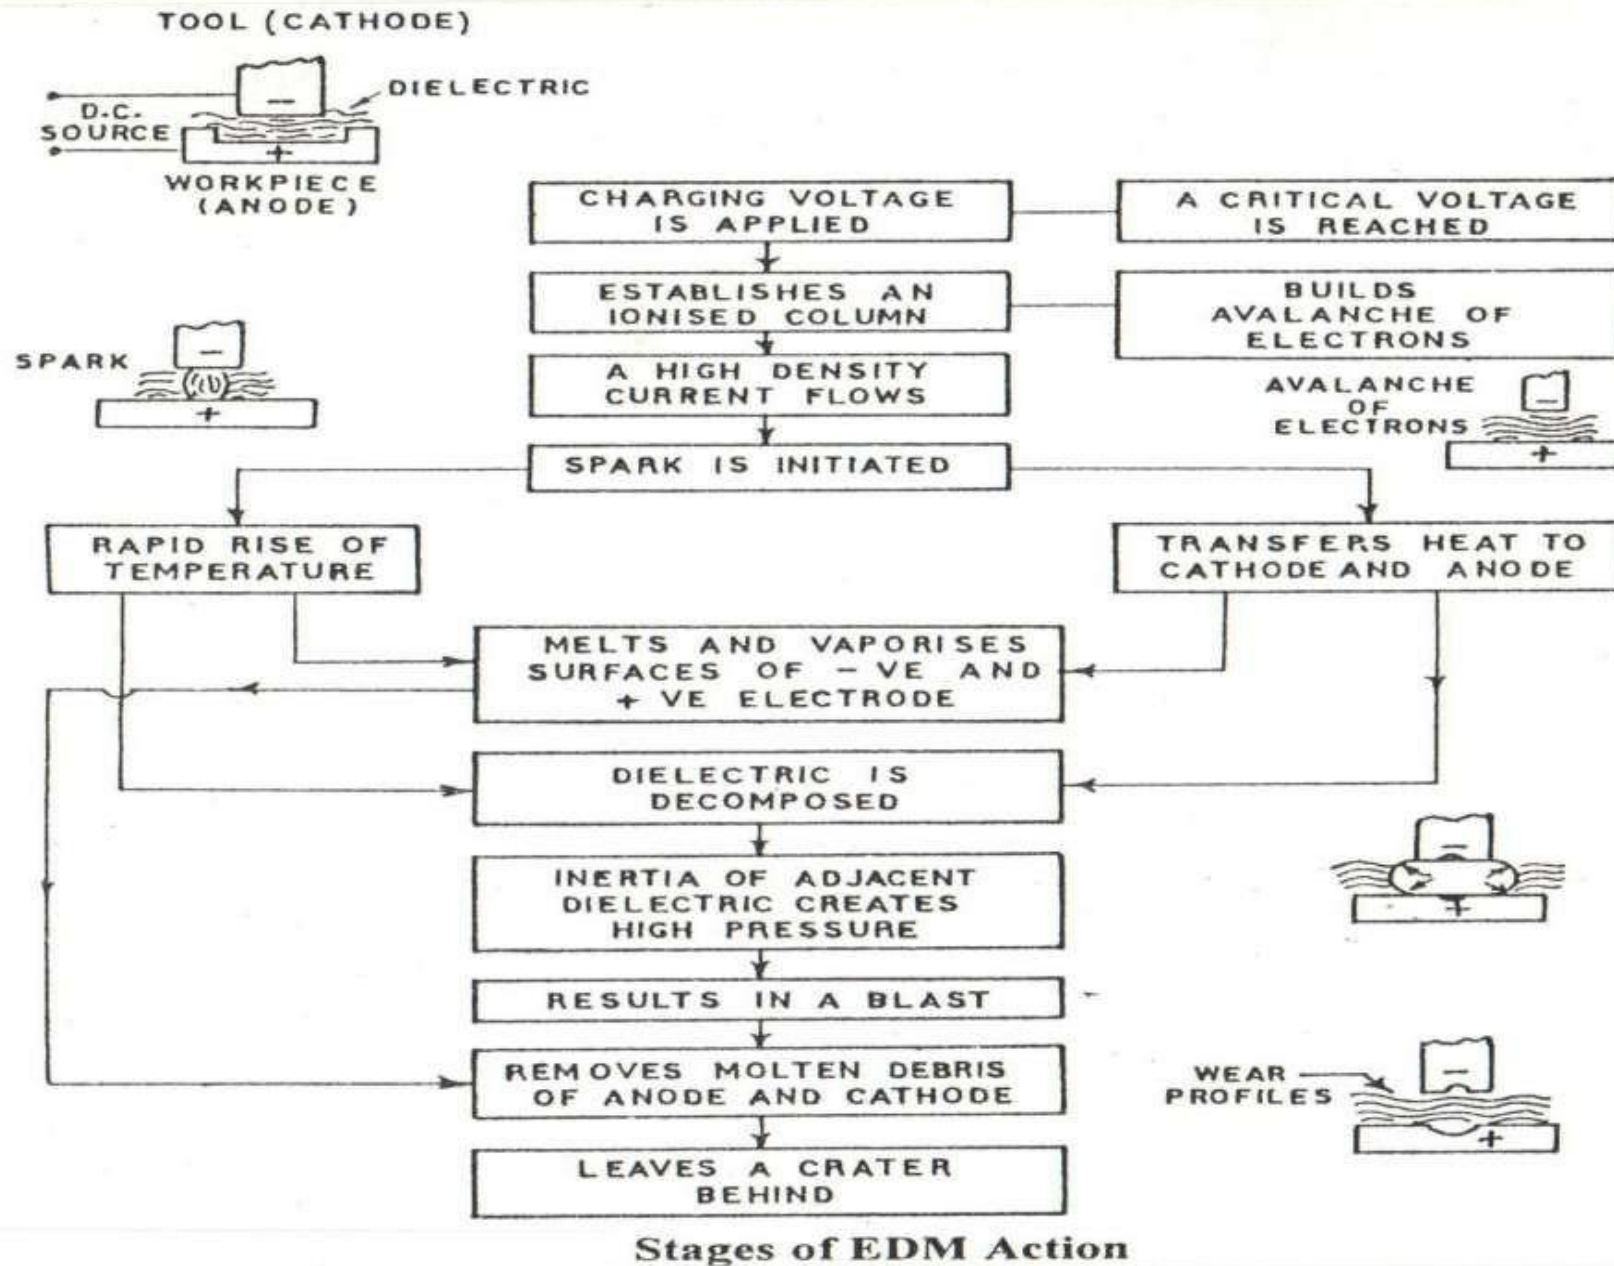 TOOL (CATHODE)
DIELECTRIC
D.C.
SOURCE
-
+
WORKPIECE
(ANODE)
CHARGING VOLTAGE
IS APPLIED
A CRITICAL VOLTAGE
IS REACHED
ESTABLISHES AN
IONISED COLUMN
BUILDS
AVALANCHE OF
ELECTRONS
SPARK
-
+
A HIGH DENSITY
CURRENT FLOWS
AVALANCHE
OF
ELECTRONS
-
+
SPARK IS INITIATED
RAPID RISE OF
TEMPERATURE
TRANSFERS HEAT TO
CATHODE AND ANODE
MELTS AND VAPORISES
SURFACES OF - VE AND
+ VE ELECTRODE
DIELECTRIC IS
DECOMPOSED
-
+
INERTIA OF ADJACENT
DIELECTRIC CREATES
HIGH PRESSURE
RESULTS IN A BLAST
REMOVES MOLTEN DEBRIS
OF ANODE AND CATHODE
WEAR
PROFILES
-
+
LEAVES A CRATER
BEHIND
Stages of EDM Action